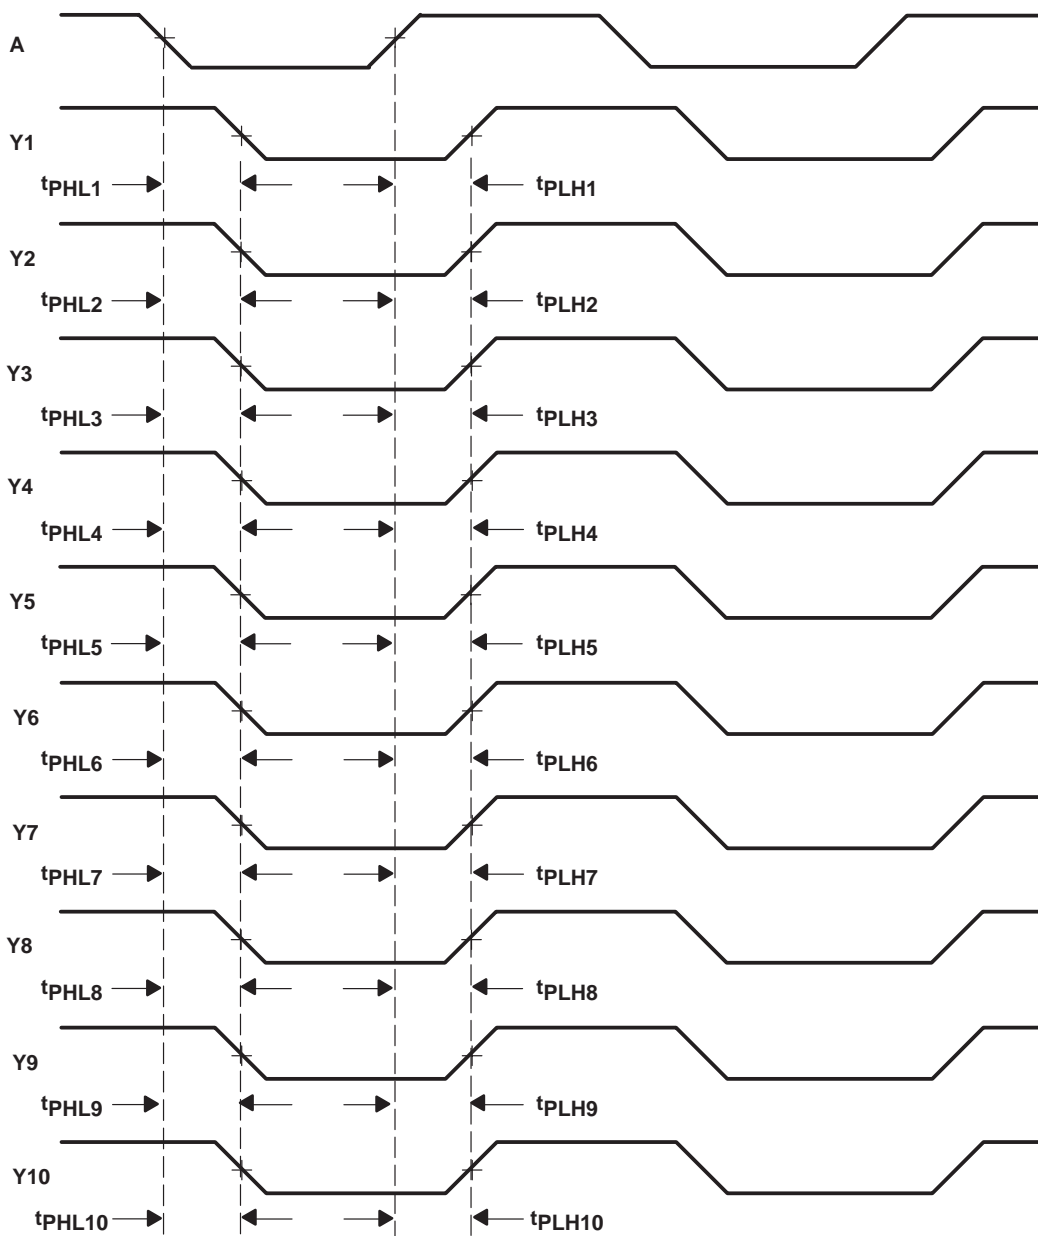 A
Y1
tPHL1 tPLH1
Y2
tPHL2 tPLH2
Y3
tPHL3 tPLH3
Y4
tPHL4 tPLH4
Y5
tPHL5 tPLH5
Y6
tPHL6 tPLH6
Y7
tPHL7 tPLH7
Y8
tPHL8 tPLH8
Y9
tPHL9 tPLH9
Y10
tPHL10 tPLH10